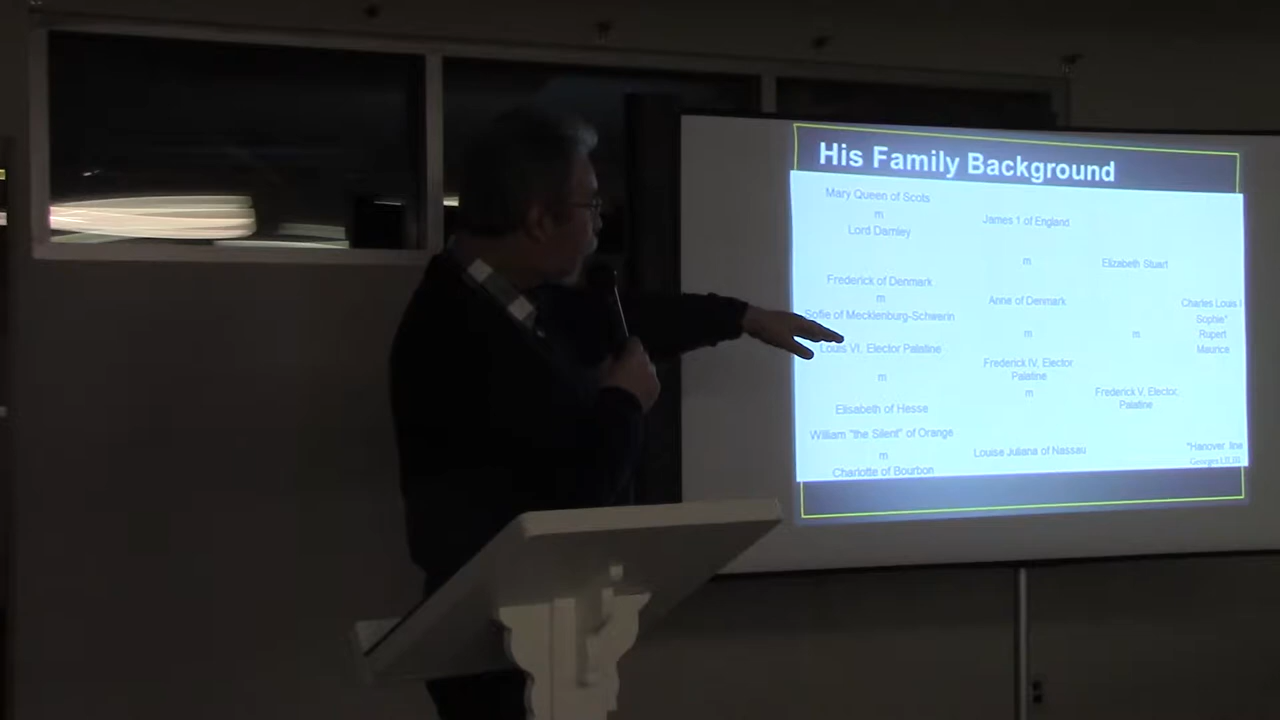 His Family Background
Mary Queen of Scots
m
Lord Darnley
James 1 of England
m
Elizabeth Stuart
Frederick of Denmark
m
Sofie of Mecklenburg-Schwerin
Anne of Denmark
m
m
Charles Louis I
Sophie*
Rupert
Maurice
Louis VI, Elector Palatine
m
Elisabeth of Hesse
Frederick IV, Elector
Palatine
m
Frederick V, Elector,
Palatine
William "the Silent" of Orange
m
Charlotte of Bourbon
Louise Juliana of Nassau
*Hanover line
Georges I,II,III